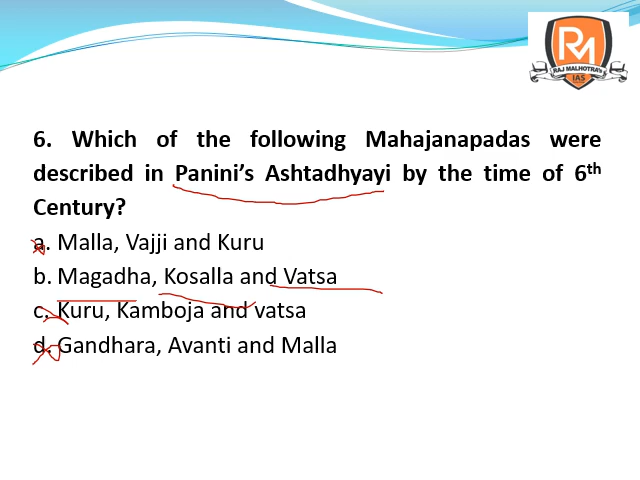 RM
RAJ MALHOTRA'S
IAS
6. Which of the following Mahajanapadas were
described in Panini's Ashtadhyayi by the time of 6th
Century?
a. Malla, Vajji and Kuru
b. Magadha, Kosalla and Vatsa
c. Kuru, Kamboja and vatsa
d. Gandhara, Avanti and Malla